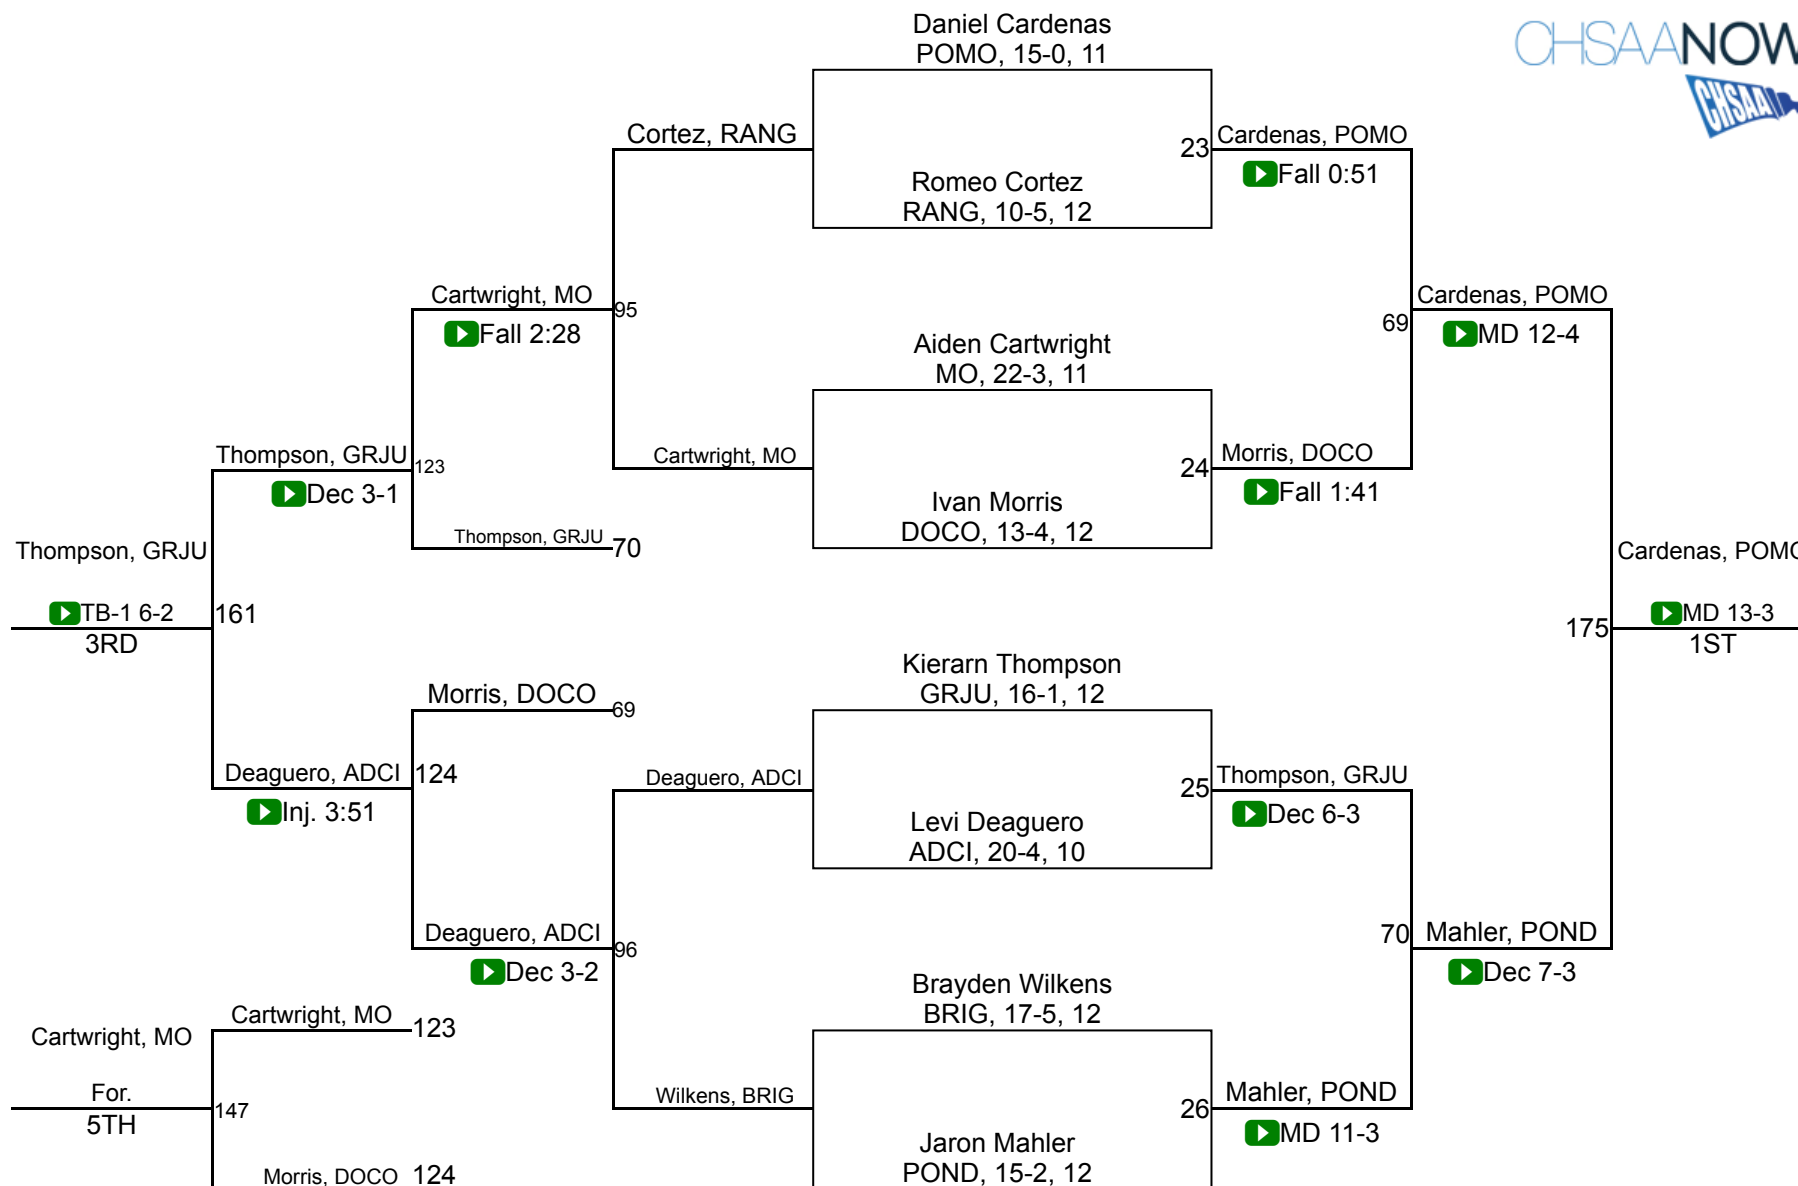 Daniel Cardenas
POMO, 15-0, 11
CHSAANOW
CHSAA
Cortez, RANG
23
Cardenas, POMO
Fall 0:51
Romeo Cortez
RANG, 10-5, 12
Cartwright, MO
95
Fall 2:28
Cardenas, POMO
69
MD 12-4
Aiden Cartwright
MO, 22-3, 11
Thompson, GRJU
123
Dec 3-1
Cartwright, MO
24
Morris, DOCO
Fall 1:41
Ivan Morris
DOCO, 13-4, 12
Thompson, GRJU
70
Thompson, GRJU
TB-1 6-2
161
3RD
Cardenas, POMO
175
MD 13-3
1ST
Kierarn Thompson
GRJU, 16-1, 12
Morris, DOCO
69
Deaguero, ADCI
124
Inj. 3:51
Deaguero, ADCI
25
Thompson, GRJU
Dec 6-3
Levi Deaguero
ADCI, 20-4, 10
Deaguero, ADCI
96
Dec 3-2
70
Mahler, POND
Dec 7-3
Brayden Wilkens
BRIG, 17-5, 12
Cartwright, MO
123
Cartwright, MO
For.
147
5TH
Wilkens, BRIG
26
Mahler, POND
MD 11-3
Jaron Mahler
POND, 15-2, 12
Morris, DOCO
124